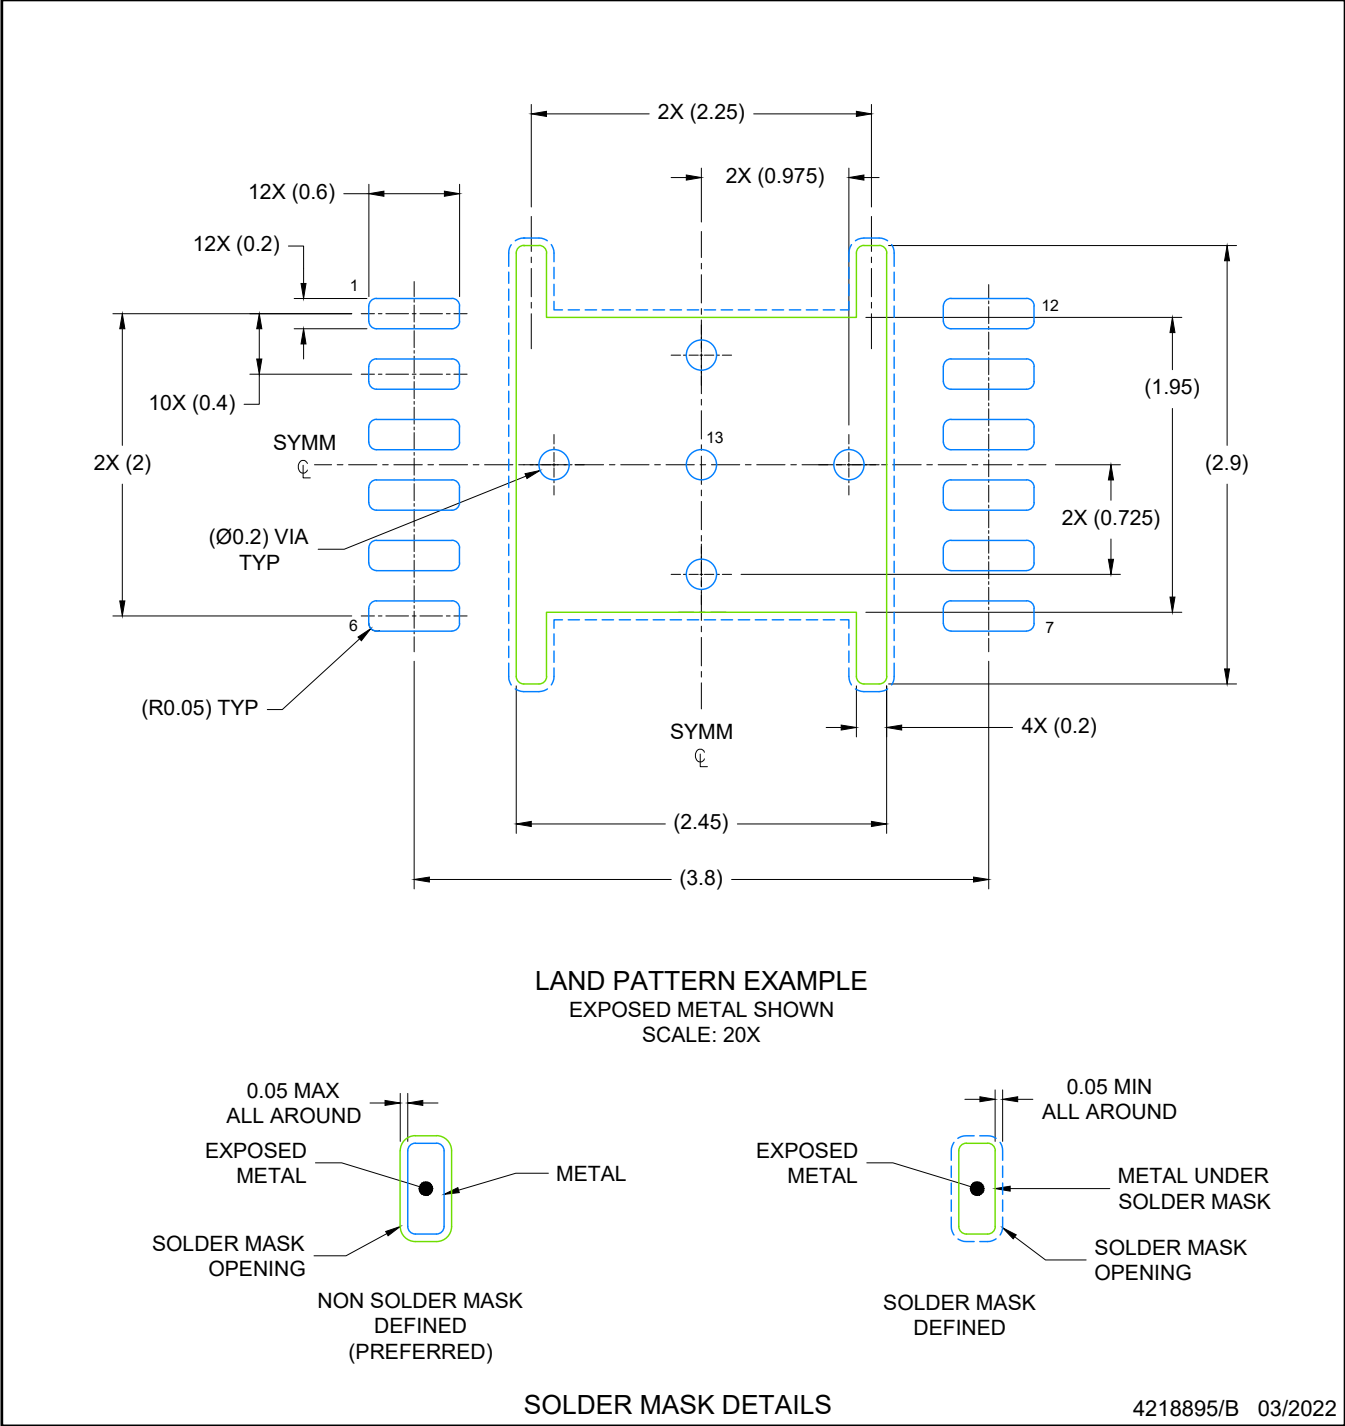 2X (2.25)
2X (0.975)
12X (0.6)
12X (0.2)
1
12
10X (0.4)
(1.95)
SYMM
℄
13
2X (2)
(2.9)
2X (0.725)
(Ø0.2) VIA
TYP
6
7
(R0.05) TYP
SYMM
℄
4X (0.2)
(2.45)
(3.8)
LAND PATTERN EXAMPLE
EXPOSED METAL SHOWN
SCALE: 20X
0.05 MAX
ALL AROUND
EXPOSED
METAL
METAL
SOLDER MASK
OPENING
NON SOLDER MASK
DEFINED
(PREFERRED)
0.05 MIN
ALL AROUND
EXPOSED
METAL
METAL UNDER
SOLDER MASK
SOLDER MASK
OPENING
SOLDER MASK
DEFINED
SOLDER MASK DETAILS
4218895/B 03/2022